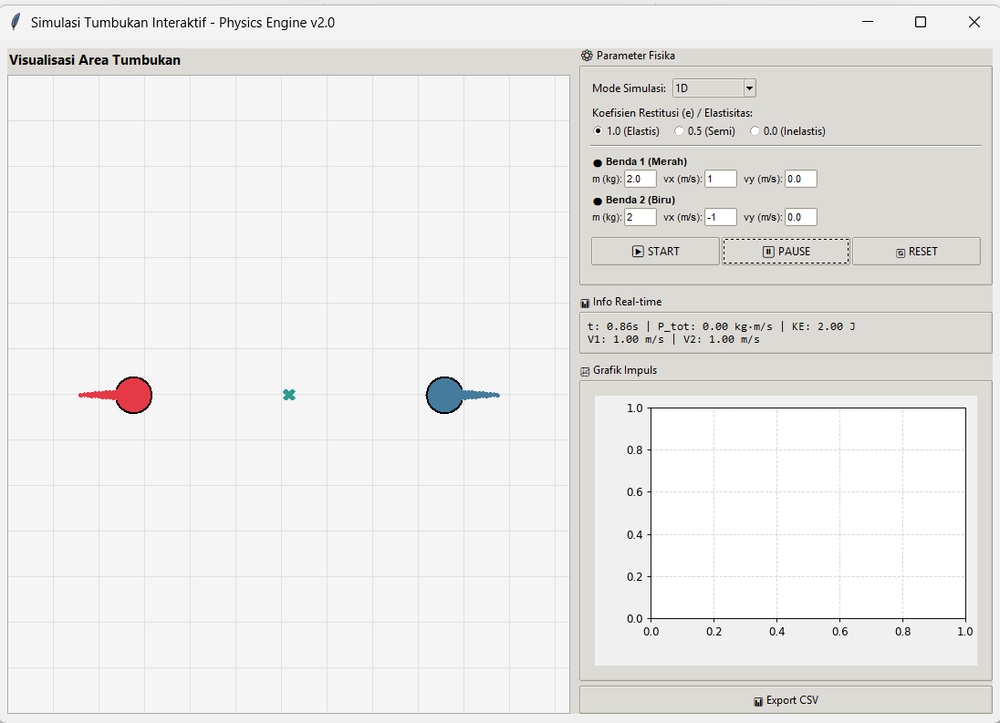 Simulasi Tumbukan Interaktif - Physics Engine v2.0
Visualisasi Area Tumbukan
Parameter Fisika
Mode Simulasi: 1D
Koefisien Restitusi (e) / Elastisitas:
1.0 (Elastis) 0.5 (Semi) 0.0 (Inelastis)
Benda 1 (Merah)
m (kg): 2.0 vx (m/s): 1 vy (m/s): 0.0
Benda 2 (Biru)
m (kg): 2 vx (m/s): -1 vy (m/s): 0.0
START PAUSE RESET
Info Real-time
t: 0.86s | P_tot: 0.00 kg·m/s | KE: 2.00 J
V1: 1.00 m/s | V2: 1.00 m/s
Grafik Impuls
1.0
0.8
0.6
0.4
0.2
0.0
0.0 0.2 0.4 0.6 0.8 1.0
Export CSV